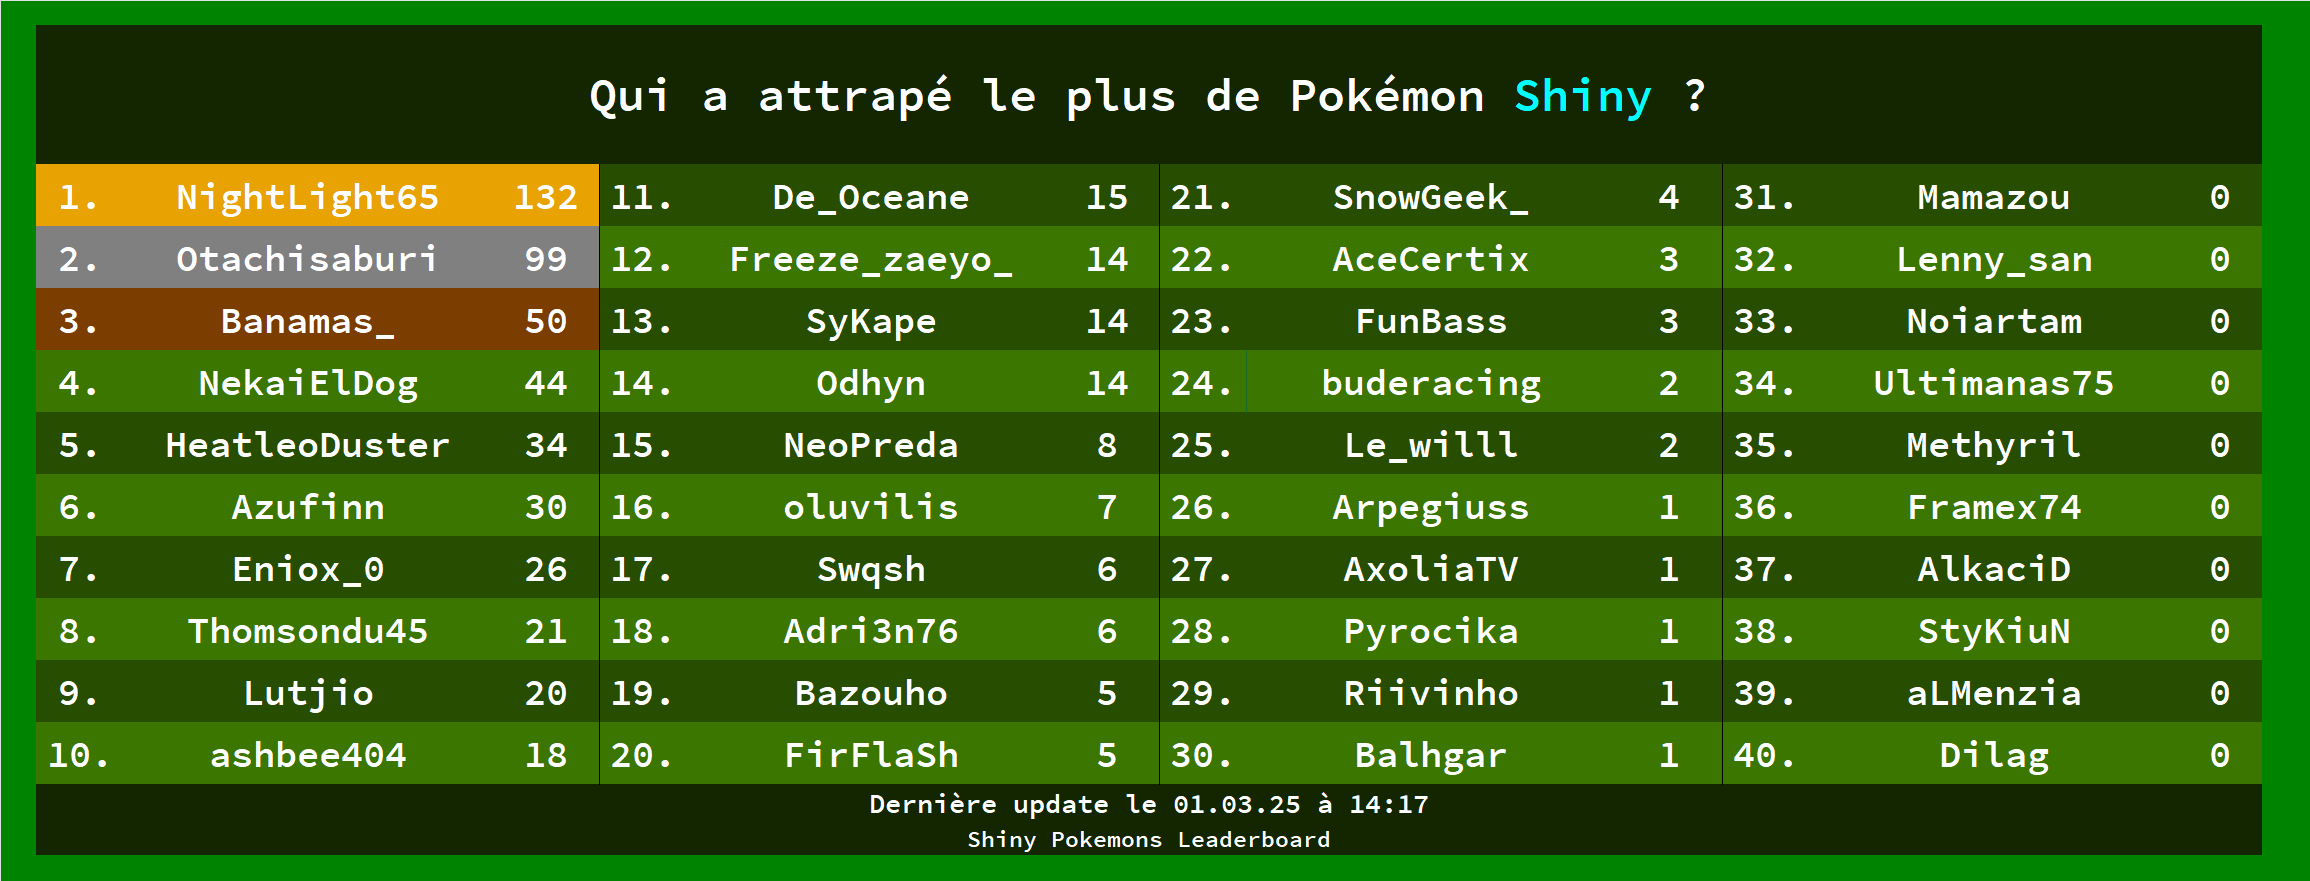 Qui a attrapé le plus de Pokémon Shiny ?
1. NightLight65 132
2. Otachisaburi 99
3. Banamas_ 50
4. NekaiElDog 44
5. HeatleoDuster 34
6. Azufinn 30
7. Eniox_0 26
8. Thomsondu45 21
9. Lutjio 20
10. ashbee404 18
11. De_Oceane 15
12. Freeze_zaeyo_ 14
13. SyKape 14
14. Odhyn 14
15. NeoPreda 8
16. oluvilis 7
17. Swqsh 6
18. Adri3n76 6
19. Bazouho 5
20. FirFlaSh 5
21. SnowGeek_ 4
22. AceCertix 3
23. FunBass 3
24. buderacing 2
25. Le_willl 2
26. Arpegiuss 1
27. AxoliaTV 1
28. Pyrocika 1
29. Riivinho 1
30. Balhgar 1
31. Mamazou 0
32. Lenny_san 0
33. Noiartam 0
34. Ultimanas75 0
35. Methyril 0
36. Framex74 0
37. AlkaciD 0
38. StyKiuN 0
39. aLMenzia 0
40. Dilag 0
Dernière update le 01.03.25 à 14:17
Shiny Pokemons Leaderboard